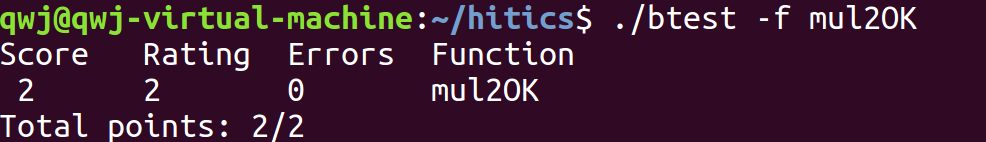 qwj@qwj-virtual-machine:~/hitics$ ./btest -f mul2OK
Score   Rating  Errors  Function
 2      2       0       mul2OK
Total points: 2/2